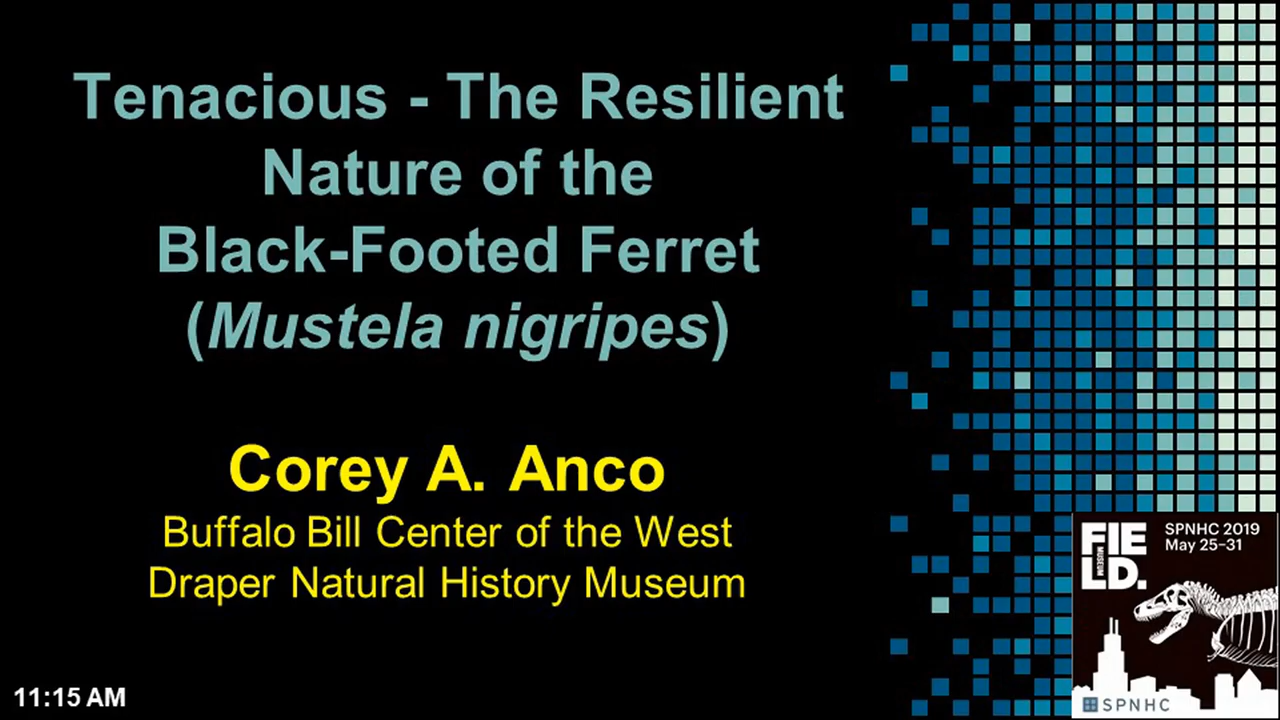 Tenacious - The Resilient
Nature of the
Black-Footed Ferret
(Mustela nigripes)
Corey A. Anco
Buffalo Bill Center of the West
Draper Natural History Museum
11:15 AM
FIE
MUSEUM
LD.
SPNHC 2019
May 25-31
SPNHC